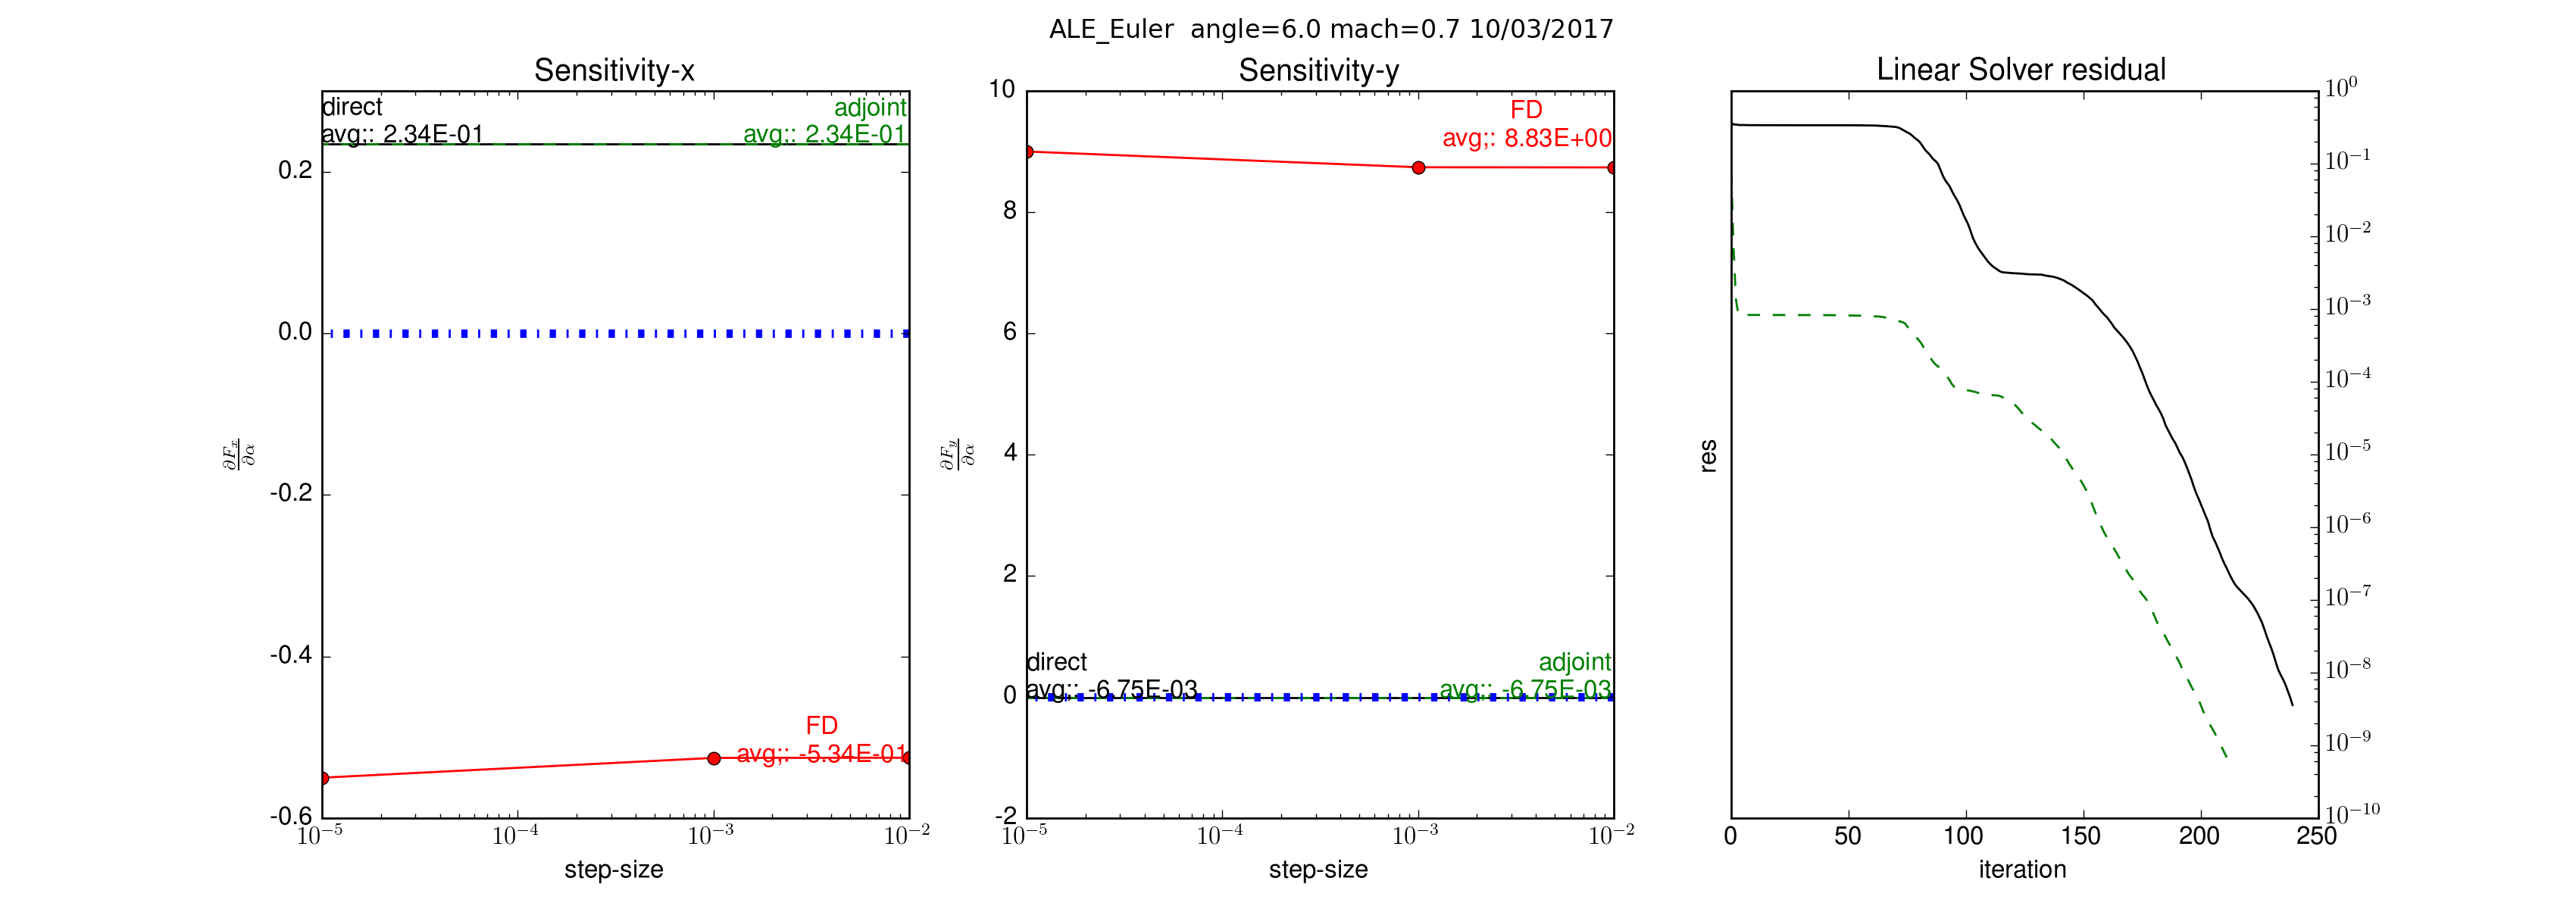 ALE_Euler angle=6.0 mach=0.7 10/03/2017
Sensitivity-x
direct
avg;: 2.34E-01
adjoint
avg;: 2.34E-01
FD
avg;: -5.34E-01
0.2
0.0
-0.2
-0.4
-0.6
∂Fx/∂α
10^-5 10^-4 10^-3 10^-2
step-size
Sensitivity-y
FD
avg;: 8.83E+00
direct
avg;: -6.75E-03
adjoint
avg;: -6.75E-03
10
8
6
4
2
0
-2
∂Fy/∂α
10^-5 10^-4 10^-3 10^-2
step-size
Linear Solver residual
res
10^0
10^-1
10^-2
10^-3
10^-4
10^-5
10^-6
10^-7
10^-8
10^-9
10^-10
0 50 100 150 200 250
iteration